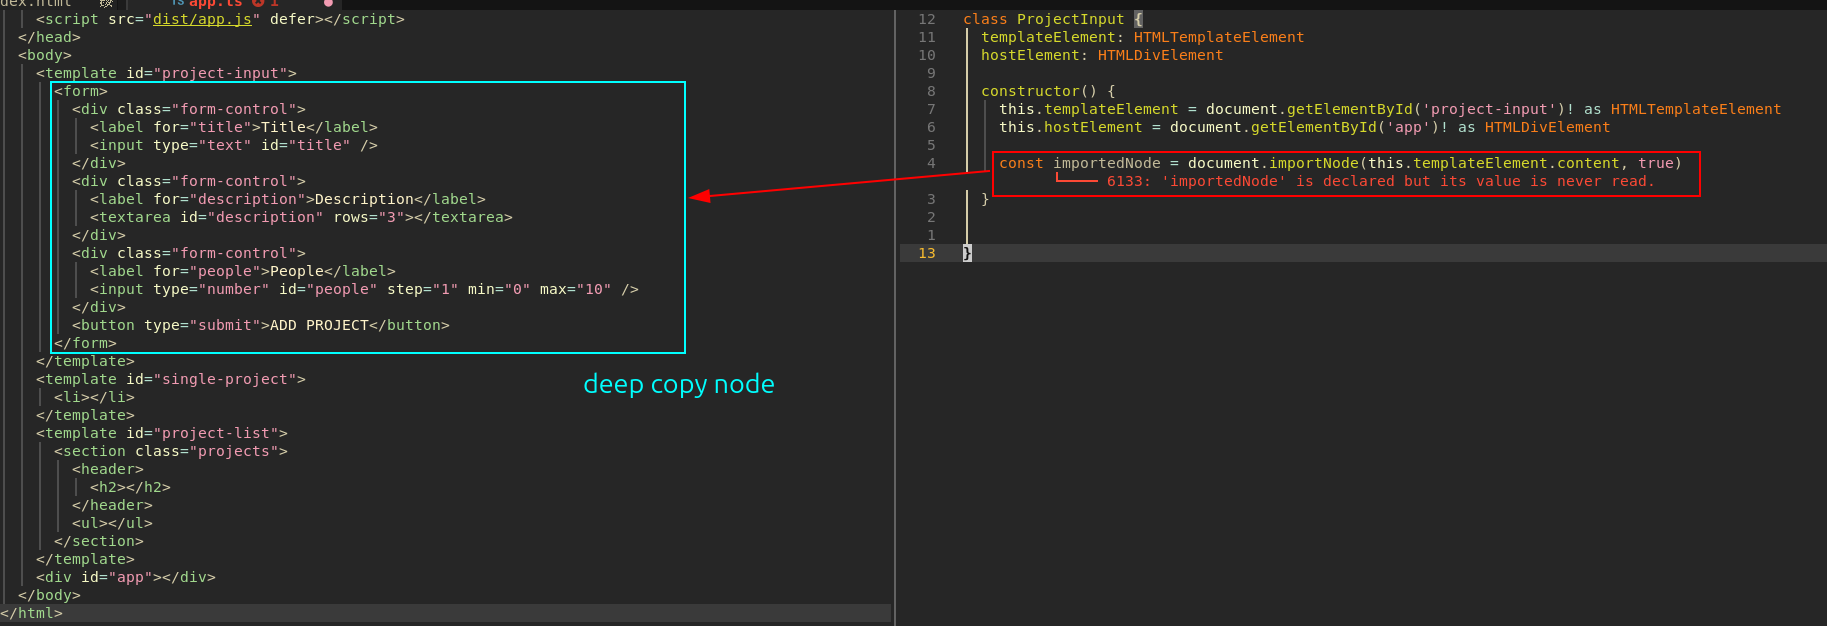 dex.html
TS app.ts 1
<script src="dist/app.js" defer></script>
</head>
<body>
<template id="project-input">
<form>
<div class="form-control">
<label for="title">Title</label>
<input type="text" id="title" />
</div>
<div class="form-control">
<label for="description">Description</label>
<textarea id="description" rows="3"></textarea>
</div>
<div class="form-control">
<label for="people">People</label>
<input type="number" id="people" step="1" min="0" max="10" />
</div>
<button type="submit">ADD PROJECT</button>
</form>
</template>
<template id="single-project">
<li></li>
</template>
<template id="project-list">
<section class="projects">
<header>
<h2></h2>
</header>
<ul></ul>
</section>
</template>
<div id="app"></div>
</body>
</html>
deep copy node
12 class ProjectInput {
11 templateElement: HTMLTemplateElement
10 hostElement: HTMLDivElement
9
8 constructor() {
7 this.templateElement = document.getElementById('project-input')! as HTMLTemplateElement
6 this.hostElement = document.getElementById('app')! as HTMLDivElement
5
4 const importedNode = document.importNode(this.templateElement.content, true)
6133: 'importedNode' is declared but its value is never read.
3 }
2
1
13 }